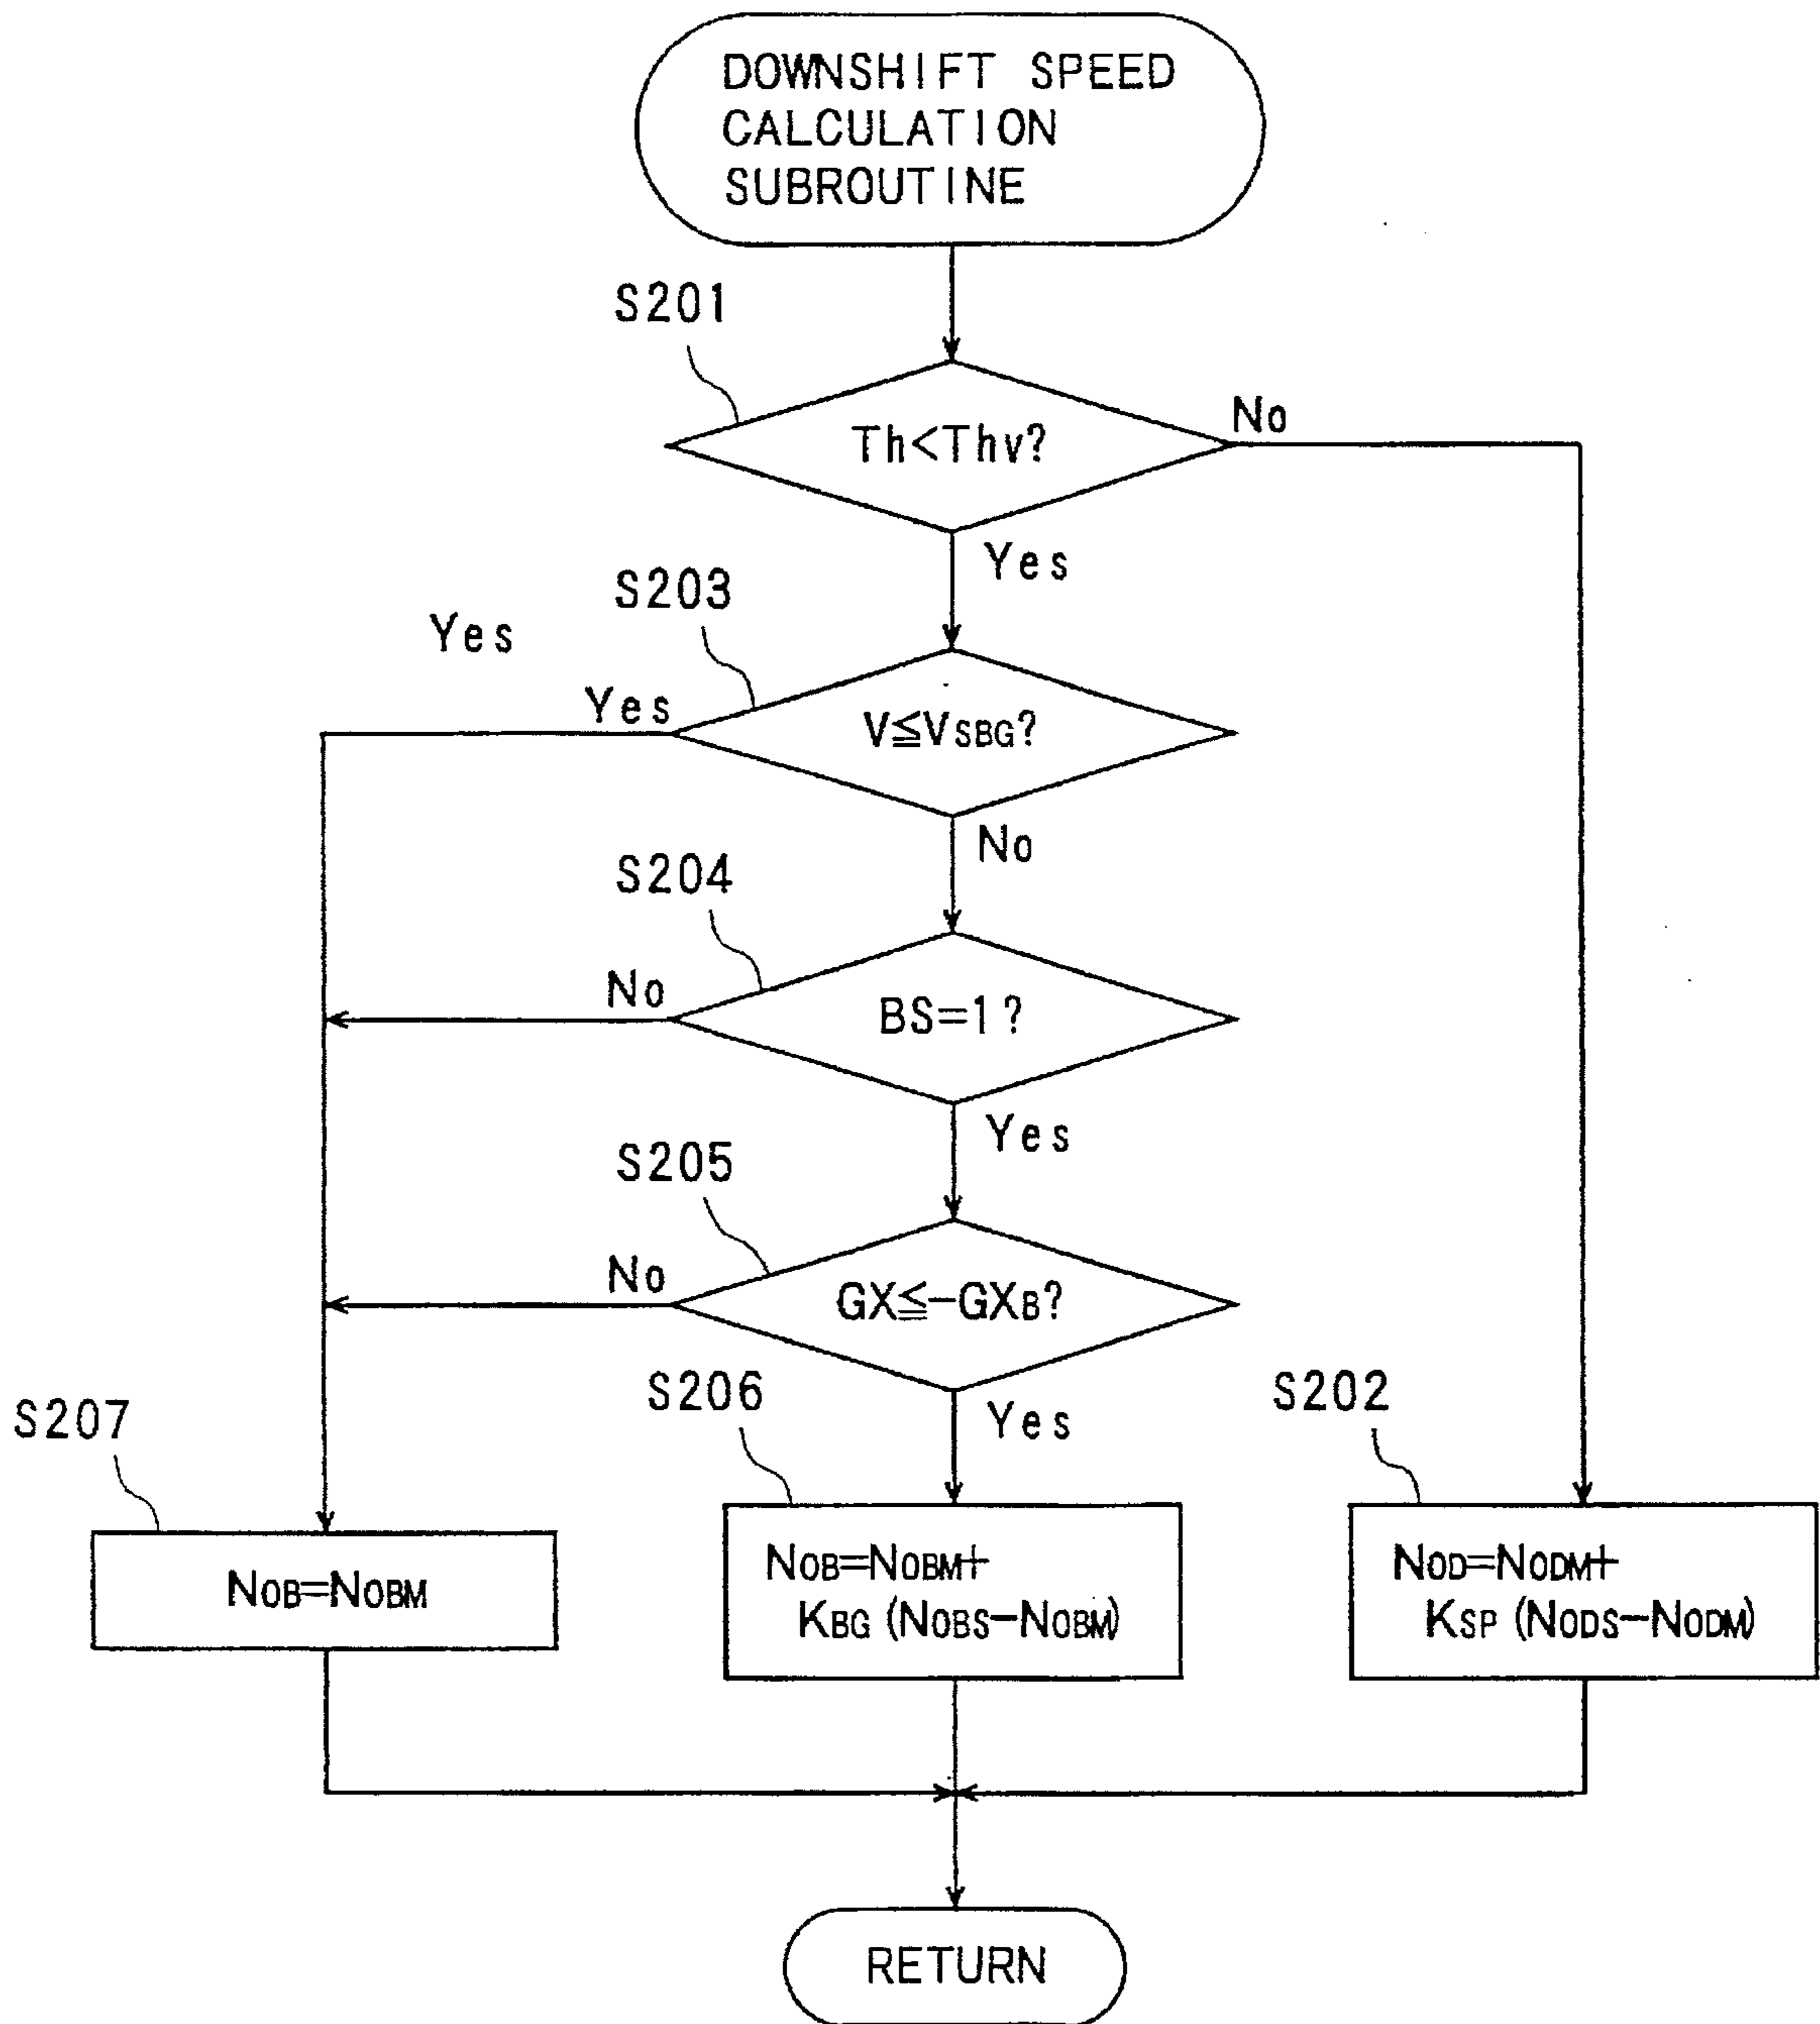 DOWNSHIFT SPEED
CALCULATION
SUBROUTINE
S201
Th<Thv?
No
Yes
S203
Yes
Yes
V≦VSBG?
No
S204
No
BS=1?
Yes
S205
No
GX≦-GXB?
Yes
S207
S206
S202
NOB=NOBM
NOB=NOBM+
KBG (NOBS-NOBM)
NOD=NODM+
KSP (NODS-NODM)
RETURN